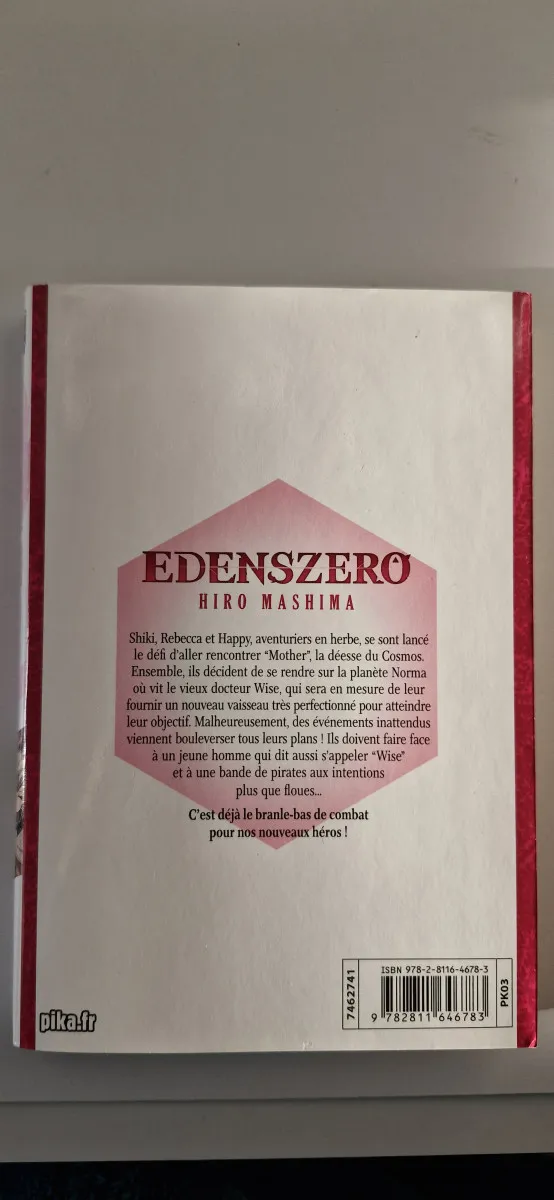 EDENSZERO
HIRO MASHIMA
Shiki, Rebecca et Happy, aventuriers en herbe, se sont lancé
le défi d'aller rencontrer “Mother”, la déesse du Cosmos.
Ensemble, ils décident de se rendre sur la planète Norma
où vit le vieux docteur Wise, qui sera en mesure de leur
fournir un nouveau vaisseau très perfectionné pour atteindre
leur objectif. Malheureusement, des événements inattendus
viennent bouleverser tous leurs plans ! Ils doivent faire face
à un jeune homme qui dit aussi s'appeler “Wise”
et à une bande de pirates aux intentions
plus que floues...
C'est déjà le branle-bas de combat
pour nos nouveaux héros !
pika.fr
7462741
ISBN 978-2-8116-4678-3
9 782811 646783
PK03